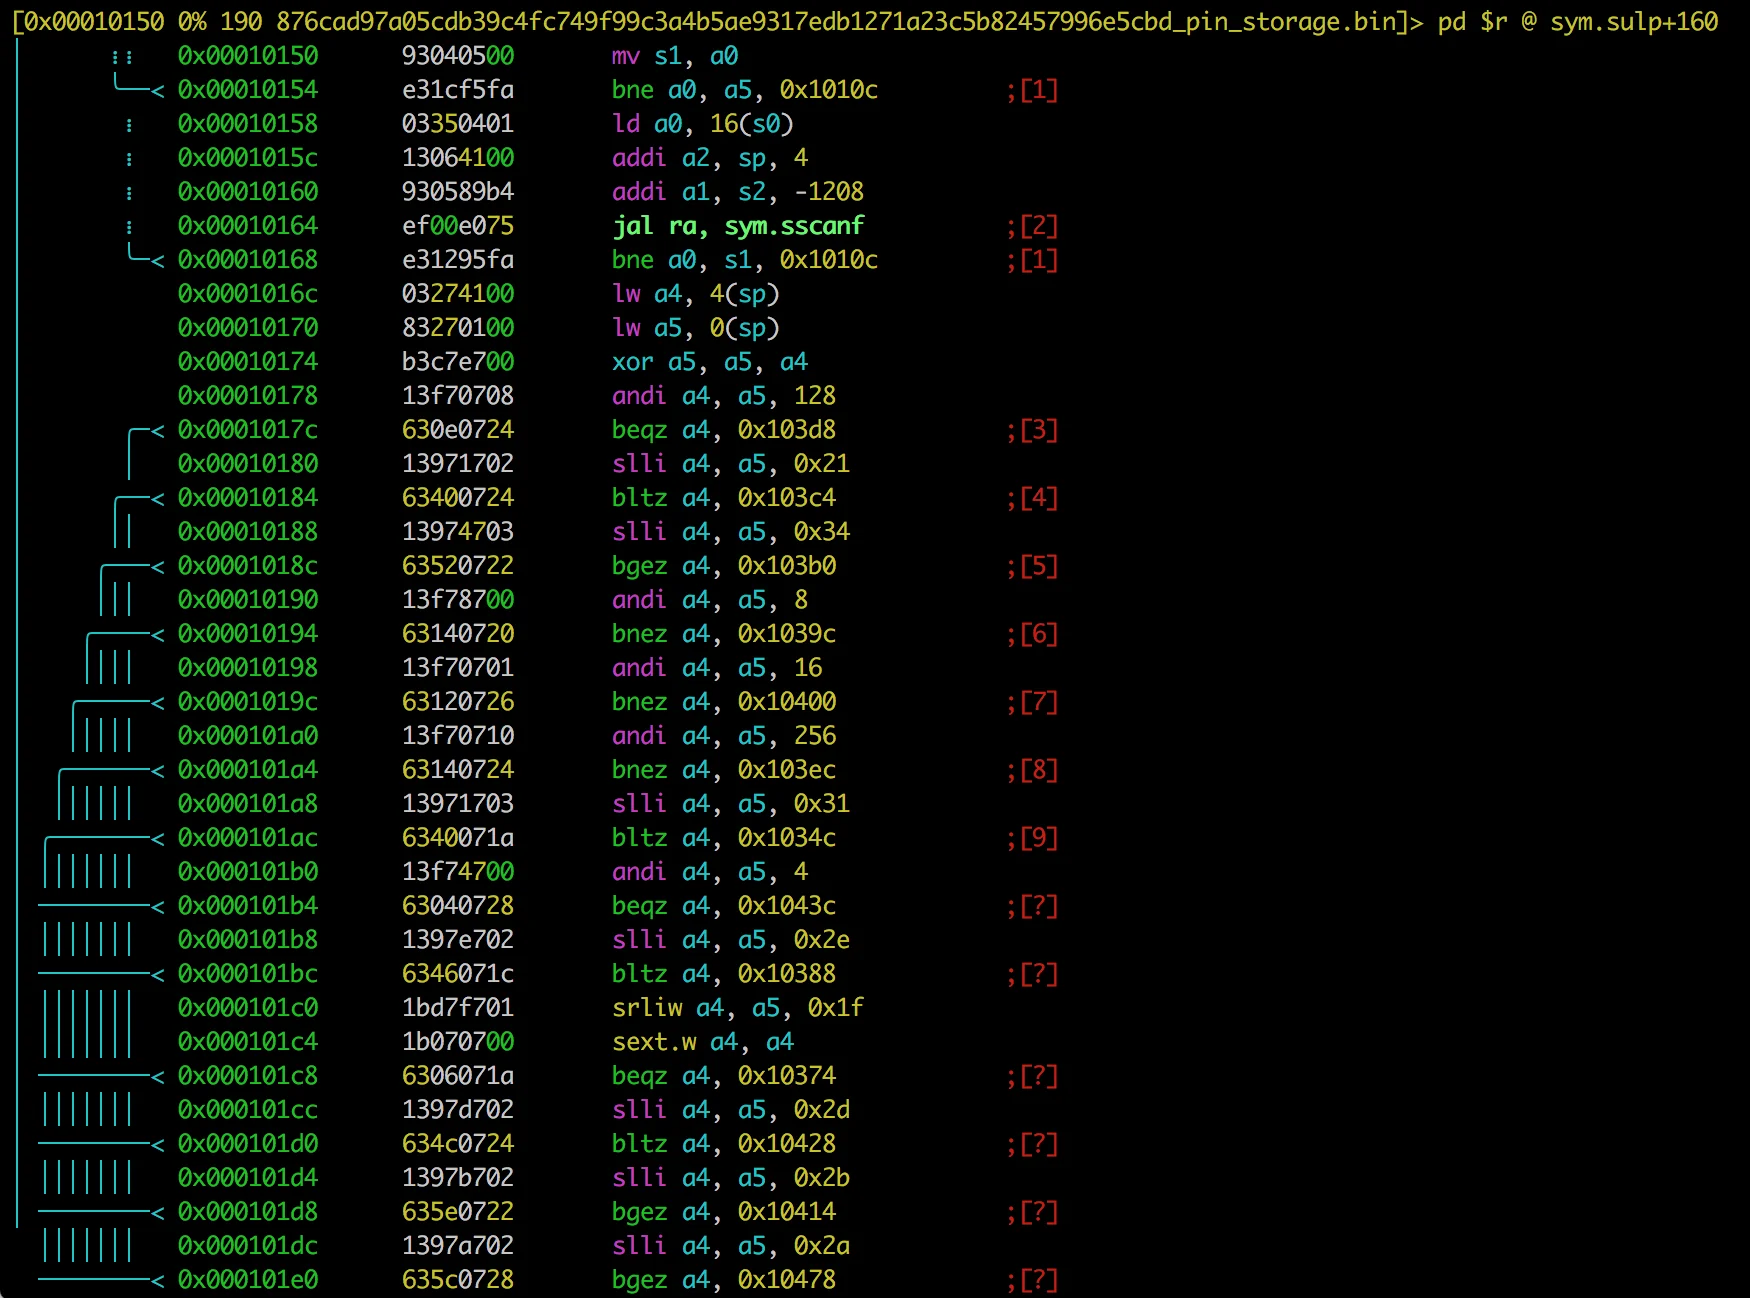 [0x00010150 0% 190 876cad97a05cdb39c4fc749f99c3a4b5ae9317edb1271a23c5b82457996e5cbd_pin_storage.bin]> pd $r @ sym.sulp+160
0x00010150 93040500 mv s1, a0
0x00010154 e31cf5fa bne a0, a5, 0x1010c ;[1]
0x00010158 03350401 ld a0, 16(s0)
0x0001015c 13064100 addi a2, sp, 4
0x00010160 930589b4 addi a1, s2, -1208
0x00010164 ef00e075 jal ra, sym.sscanf ;[2]
0x00010168 e31295fa bne a0, s1, 0x1010c ;[1]
0x0001016c 03274100 lw a4, 4(sp)
0x00010170 83270100 lw a5, 0(sp)
0x00010174 b3c7e700 xor a5, a5, a4
0x00010178 13f70708 andi a4, a5, 128
0x0001017c 630e0724 beqz a4, 0x103d8 ;[3]
0x00010180 13971702 slli a4, a5, 0x21
0x00010184 63400724 bltz a4, 0x103c4 ;[4]
0x00010188 13974703 slli a4, a5, 0x34
0x0001018c 63520722 bgez a4, 0x103b0 ;[5]
0x00010190 13f78700 andi a4, a5, 8
0x00010194 63140720 bnez a4, 0x1039c ;[6]
0x00010198 13f70701 andi a4, a5, 16
0x0001019c 63120726 bnez a4, 0x10400 ;[7]
0x000101a0 13f70710 andi a4, a5, 256
0x000101a4 63140724 bnez a4, 0x103ec ;[8]
0x000101a8 13971703 slli a4, a5, 0x31
0x000101ac 6340071a bltz a4, 0x1034c ;[9]
0x000101b0 13f74700 andi a4, a5, 4
0x000101b4 63040728 beqz a4, 0x1043c ;[?]
0x000101b8 1397e702 slli a4, a5, 0x2e
0x000101bc 6346071c bltz a4, 0x10388 ;[?]
0x000101c0 1bd7f701 srliw a4, a5, 0x1f
0x000101c4 1b070700 sext.w a4, a4
0x000101c8 6306071a beqz a4, 0x10374 ;[?]
0x000101cc 1397d702 slli a4, a5, 0x2d
0x000101d0 634c0724 bltz a4, 0x10428 ;[?]
0x000101d4 1397b702 slli a4, a5, 0x2b
0x000101d8 635e0722 bgez a4, 0x10414 ;[?]
0x000101dc 1397a702 slli a4, a5, 0x2a
0x000101e0 635c0728 bgez a4, 0x10478 ;[?]